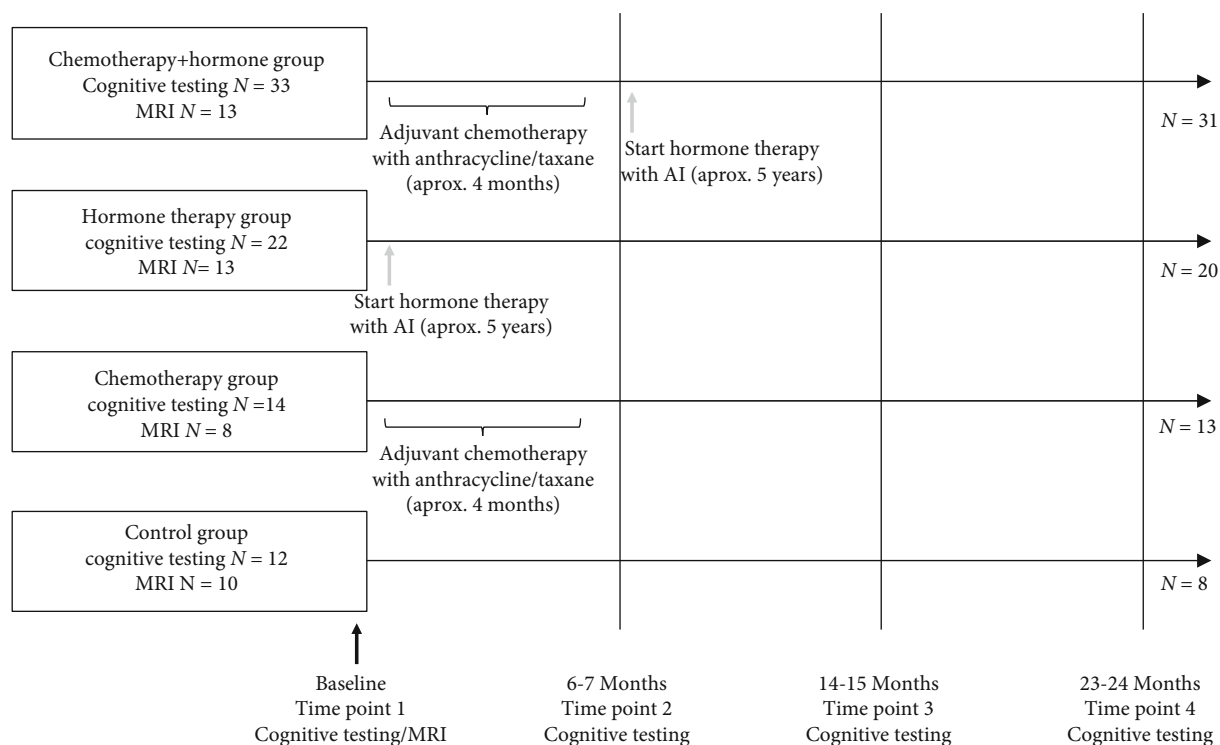 Chemotherapy+hormone group
Cognitive testing N = 33
MRI N = 13
Adjuvant chemotherapy
with anthracycline/taxane
(aprox. 4 months)
Start hormone therapy
with AI (aprox. 5 years)
N = 31
Hormone therapy group
cognitive testing N = 22
MRI N= 13
Start hormone therapy
with AI (aprox. 5 years)
N = 20
Chemotherapy group
cognitive testing N =14
MRI N = 8
Adjuvant chemotherapy
with anthracycline/taxane
(aprox. 4 months)
N = 13
Control group
cognitive testing N = 12
MRI N = 10
N = 8
Baseline
Time point 1
Cognitive testing/MRI
6-7 Months
Time point 2
Cognitive testing
14-15 Months
Time point 3
Cognitive testing
23-24 Months
Time point 4
Cognitive testing